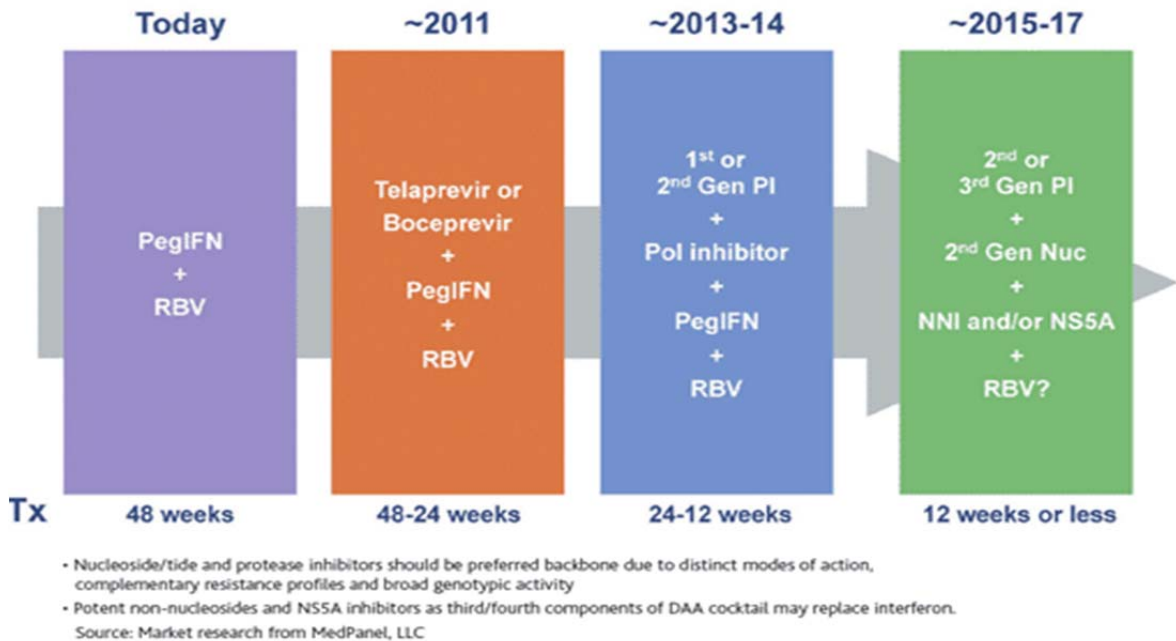 Today
PegIFN
+
RBV
48 weeks
~2011
Telaprevir or
Boceprevir
+
PegIFN
+
RBV
48-24 weeks
~2013-14
1st or
2nd Gen PI
+
Pol inhibitor
+
PegIFN
+
RBV
24-12 weeks
~2015-17
2nd or
3rd Gen PI
+
2nd Gen Nuc
+
NNI and/or NS5A
+
RBV?
12 weeks or less
Tx
• Nucleoside/tide and protease inhibitors should be preferred backbone due to distinct modes of action,
complementary resistance profiles and broad genotypic activity
• Potent non-nucleosides and NS5A inhibitors as third/fourth components of DAA cocktail may replace interferon.
Source: Market research from MedPanel, LLC